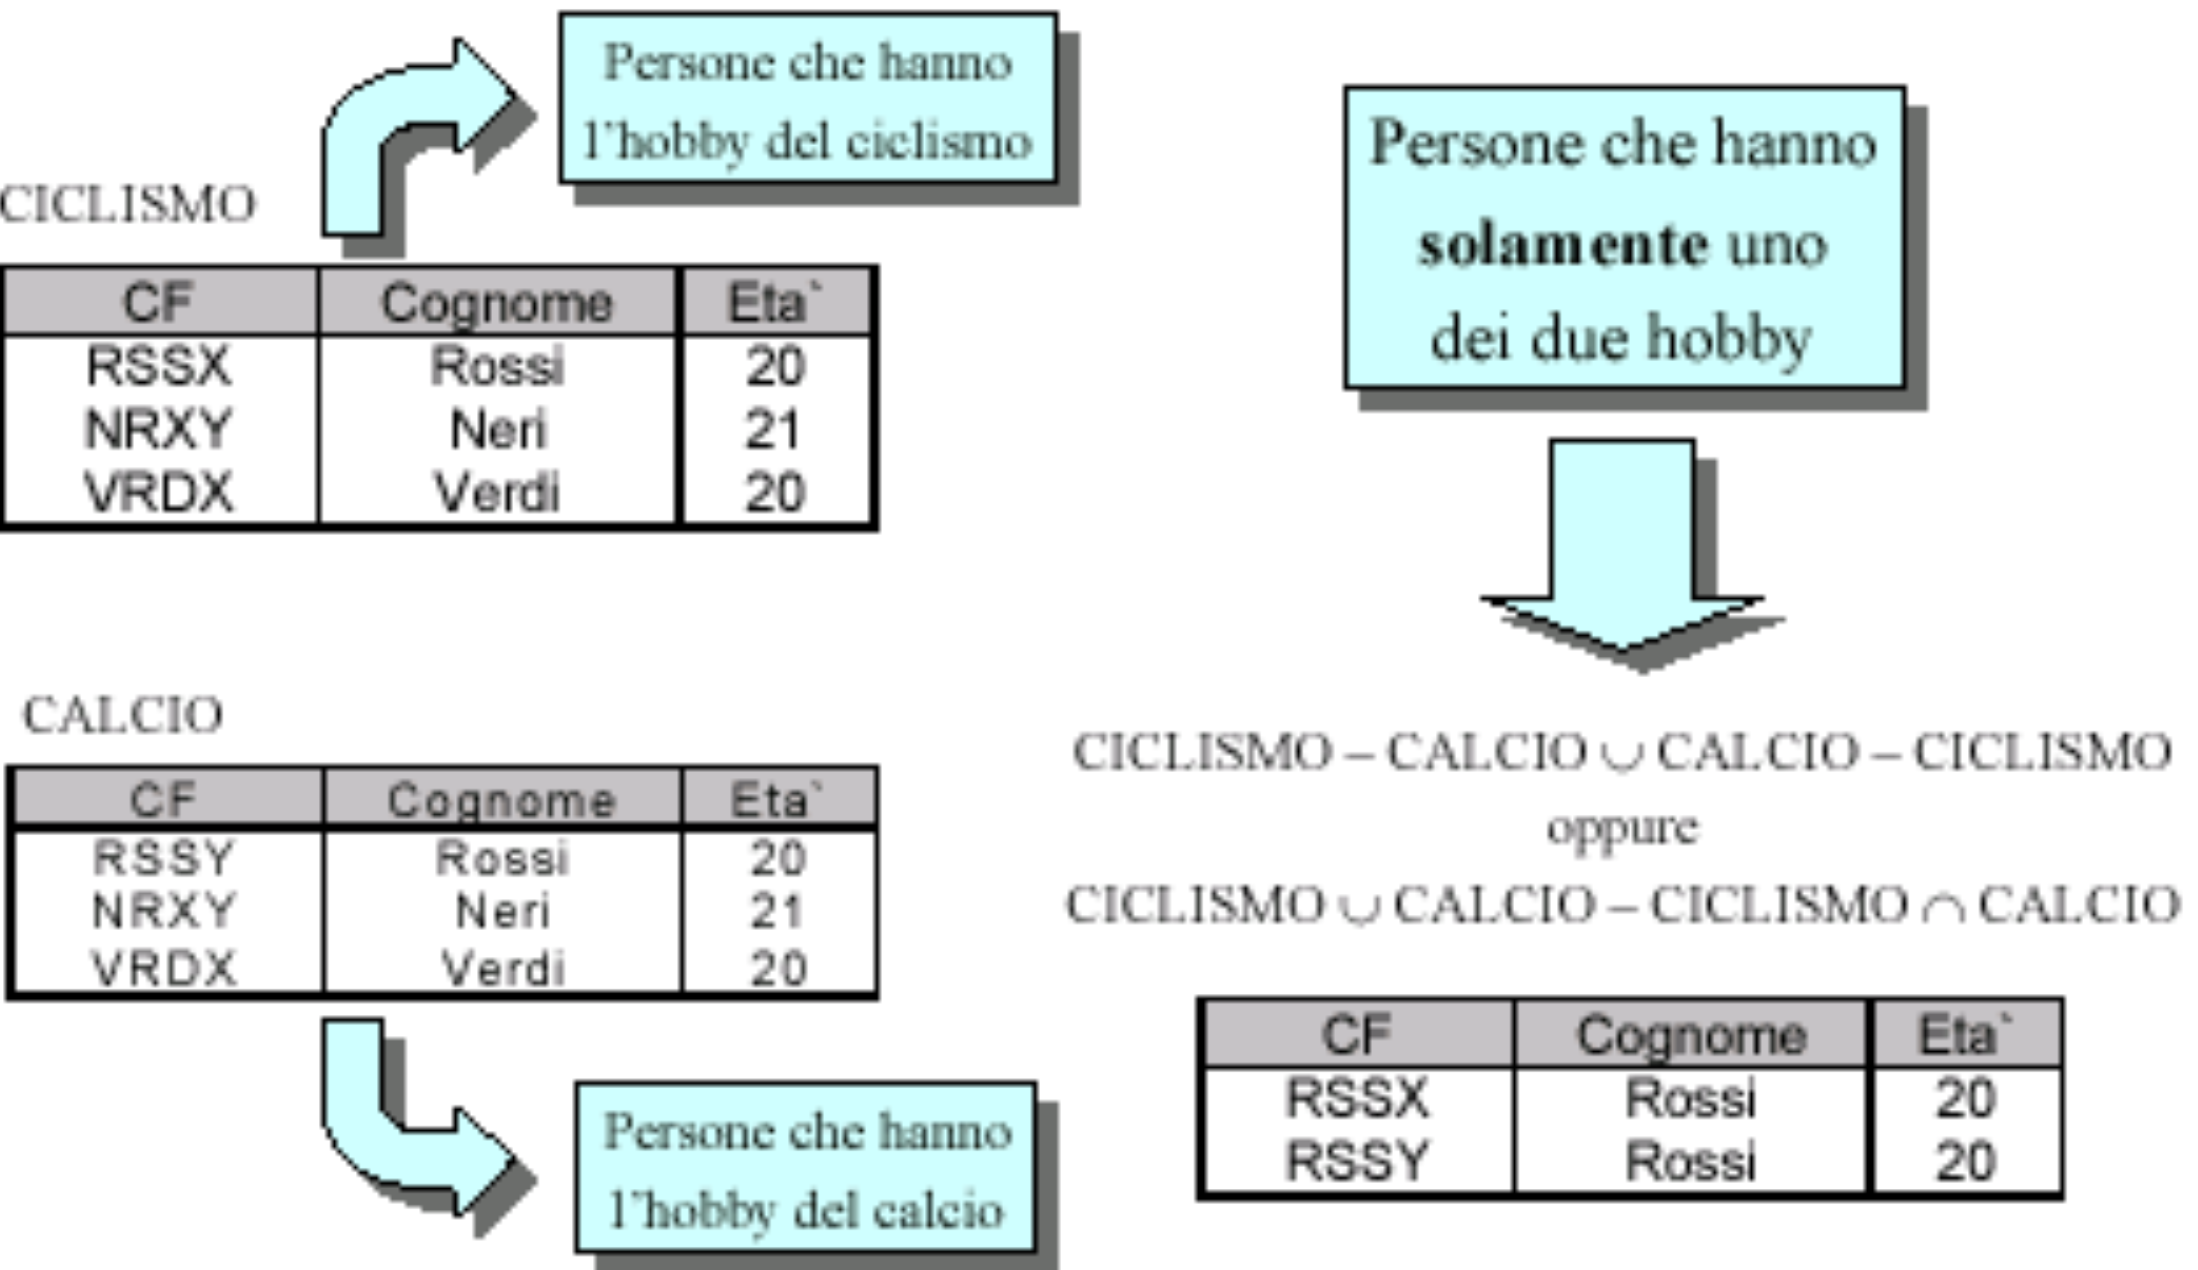 Persone che hanno
l'hobby del ciclismo
CICLISMO
CF Cognome Eta`
RSSX Rossi 20
NRXY Neri 21
VRDX Verdi 20
CALCIO
CF Cognome Eta`
RSSY Rossi 20
NRXY Neri 21
VRDX Verdi 20
Persone che hanno
l'hobby del calcio
Persone che hanno
solamente uno
dei due hobby
CICLISMO – CALCIO ∪ CALCIO – CICLISMO
oppure
CICLISMO ∪ CALCIO – CICLISMO ∩ CALCIO
CF Cognome Eta`
RSSX Rossi 20
RSSY Rossi 20